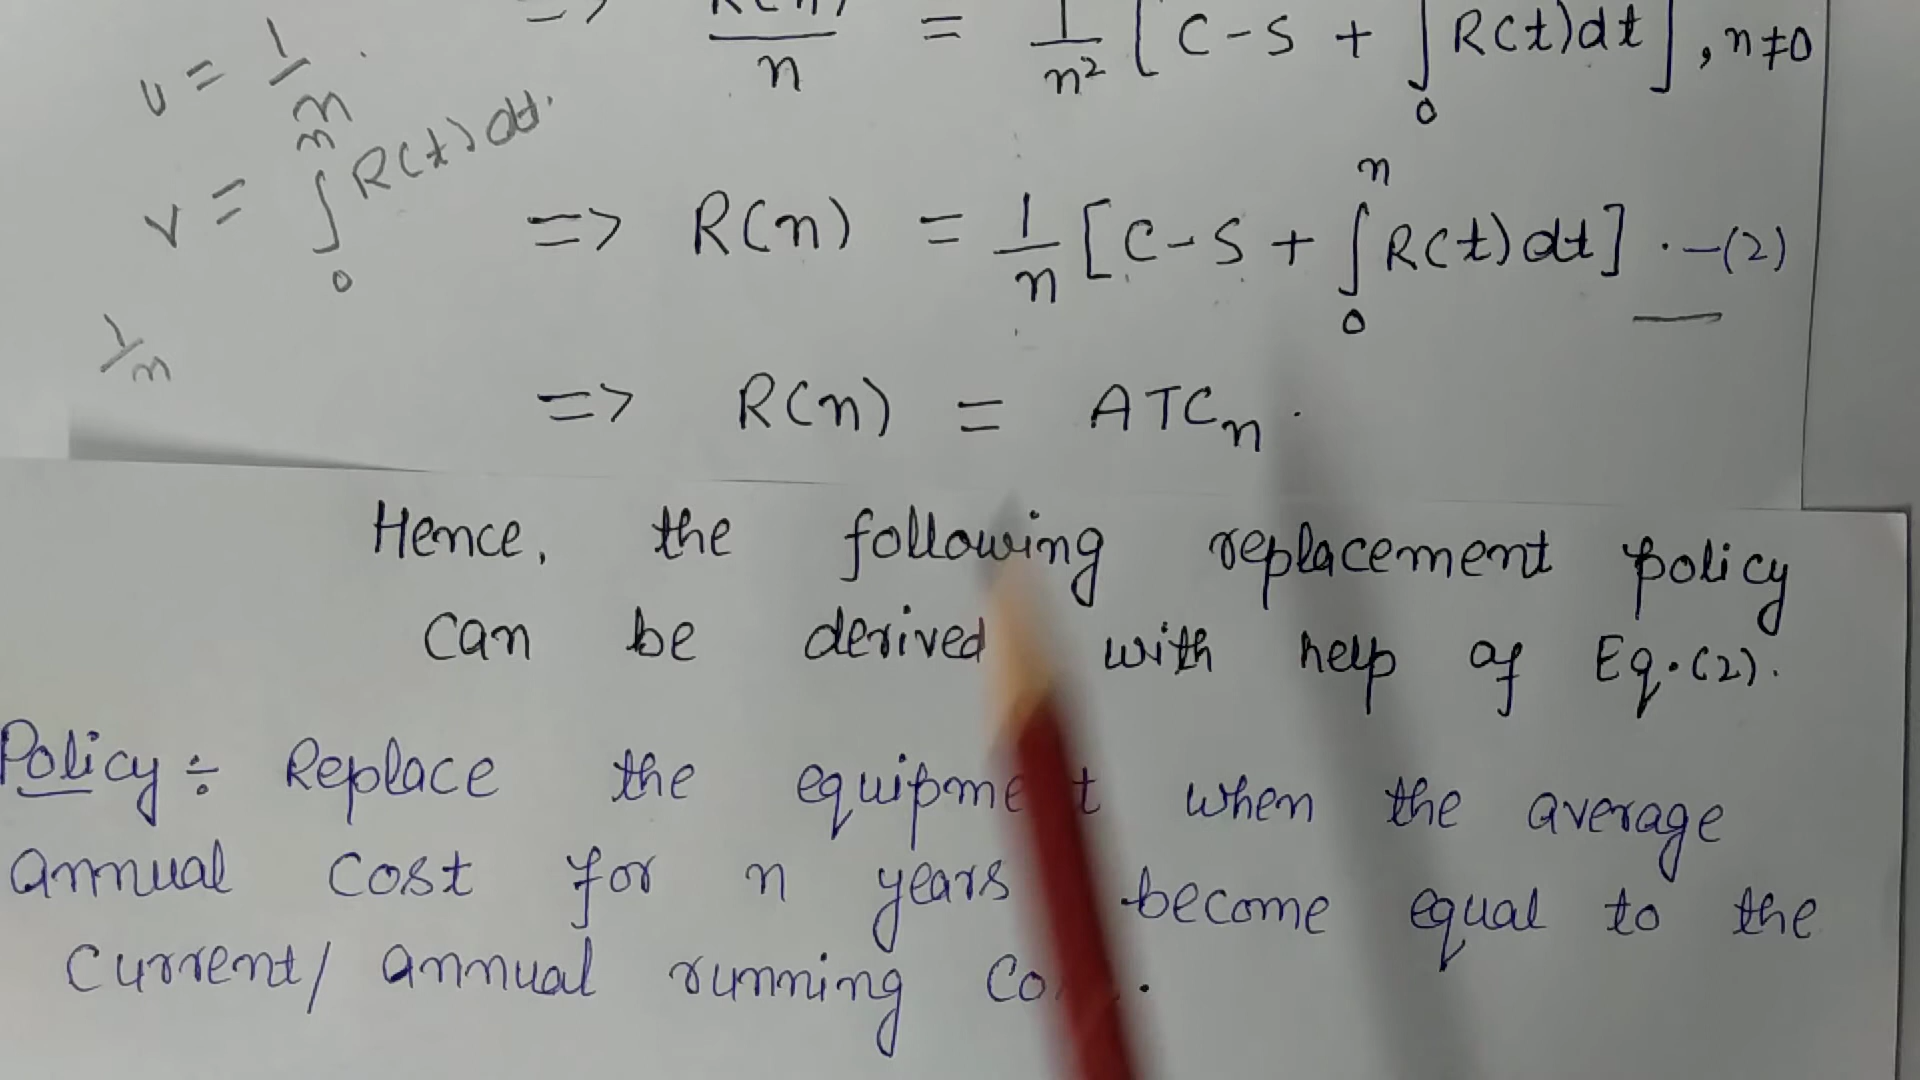 => R(n)/n = 1/n² [C-S + ∫₀ R(t)dt], n≠0
u = 1/n.
v = ∫₀ⁿ R(t)dt.
=> R(n) = 1/n [C-S + ∫₀ⁿ R(t)dt]. -(2)
1/n
=> R(n) = ATCₙ.
Hence, the following replacement policy
can be derived with help of Eq.(2).
Policy÷ Replace the equipment when the average
annual cost for n years become equal to the
current/ annual running